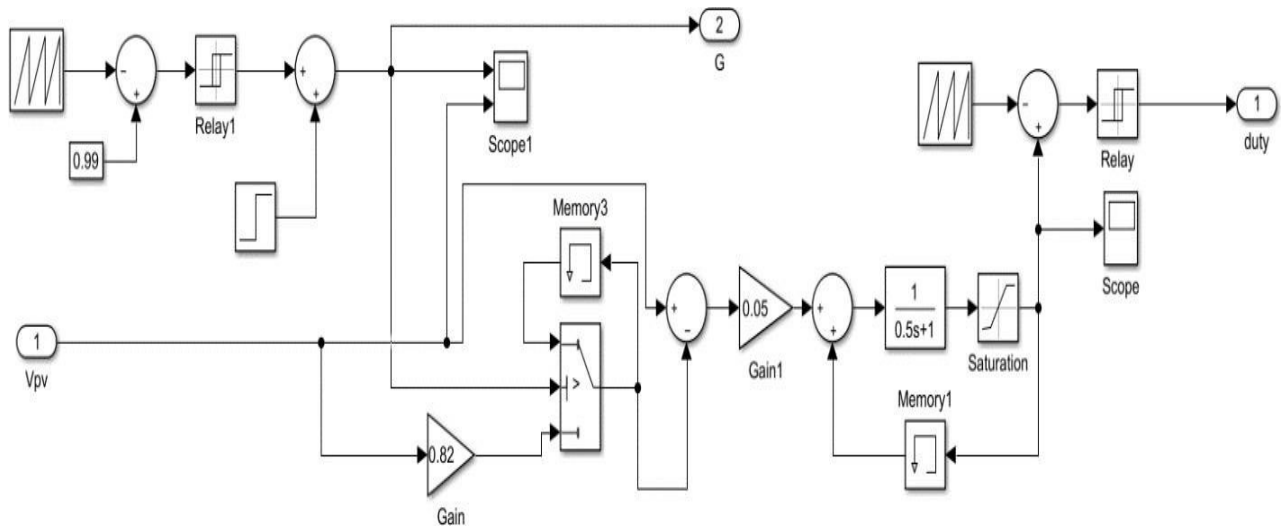 2
G
Relay1
Scope1
0.99
1
duty
Relay
Scope
Memory3
1
Vpv
0.82
Gain
>
0.05
Gain1
1
0.5s+1
Saturation
Memory1
+
-
+
+
+
-
+
+
-
+